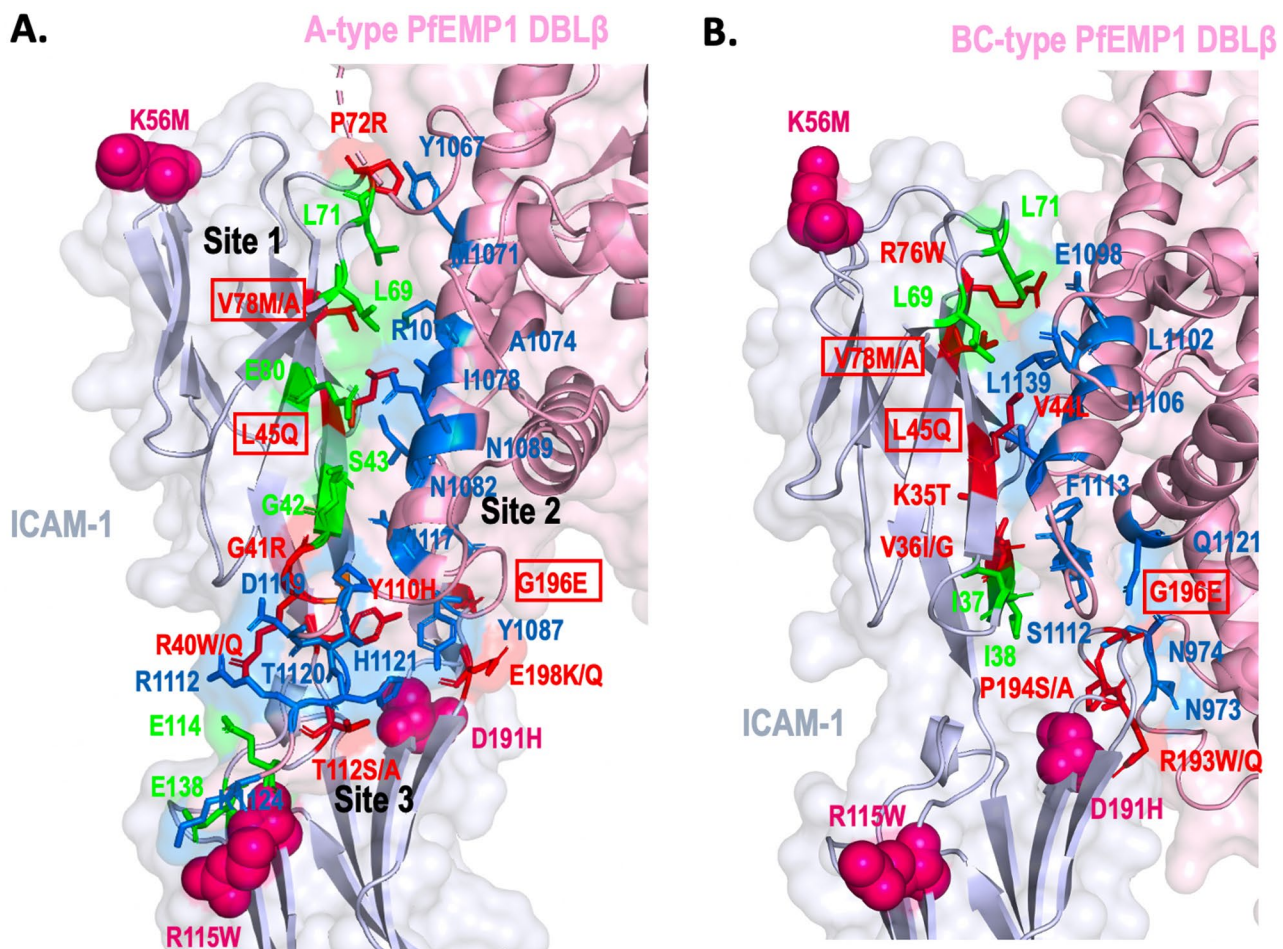 A.
A-type PfEMP1 DBLβ
K56M
P72R
Y1067
L71
Site 1
M1071
V78M/A
L69
A1074
E80
I1078
L45Q
S43
N1089
G42
N1082
Site 2
ICAM-1
G41R
D1119
Y110H
G196E
R40W/Q
Y1087
T1120
H1121
R1112
E198K/Q
E114
D191H
T112S/A
E138
Site 3
R115W
B.
BC-type PfEMP1 DBLβ
K56M
L71
R76W
E1098
L69
L1102
V78M/A
L1139
V44L
L45Q
K35T
F1113
V36I/G
Q1121
G196E
I37
S1112
I38
N974
P194S/A
N973
ICAM-1
R193W/Q
D191H
R115W